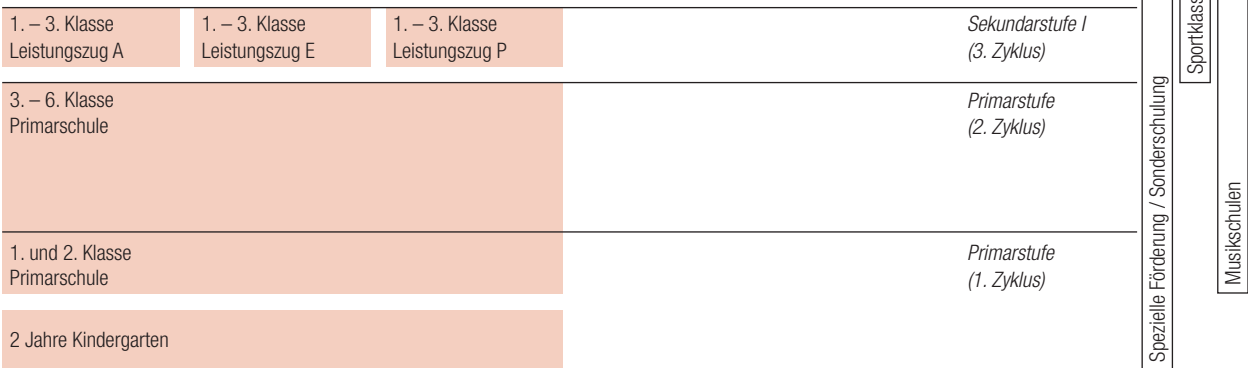 1. – 3. Klasse
Leistungszug A
1. – 3. Klasse
Leistungszug E
1. – 3. Klasse
Leistungszug P
Sekundarstufe I
(3. Zyklus)
3. – 6. Klasse
Primarschule
Primarstufe
(2. Zyklus)
1. und 2. Klasse
Primarschule
Primarstufe
(1. Zyklus)
2 Jahre Kindergarten
Spezielle Förderung / Sonderschulung
Sportklass
Musikschulen